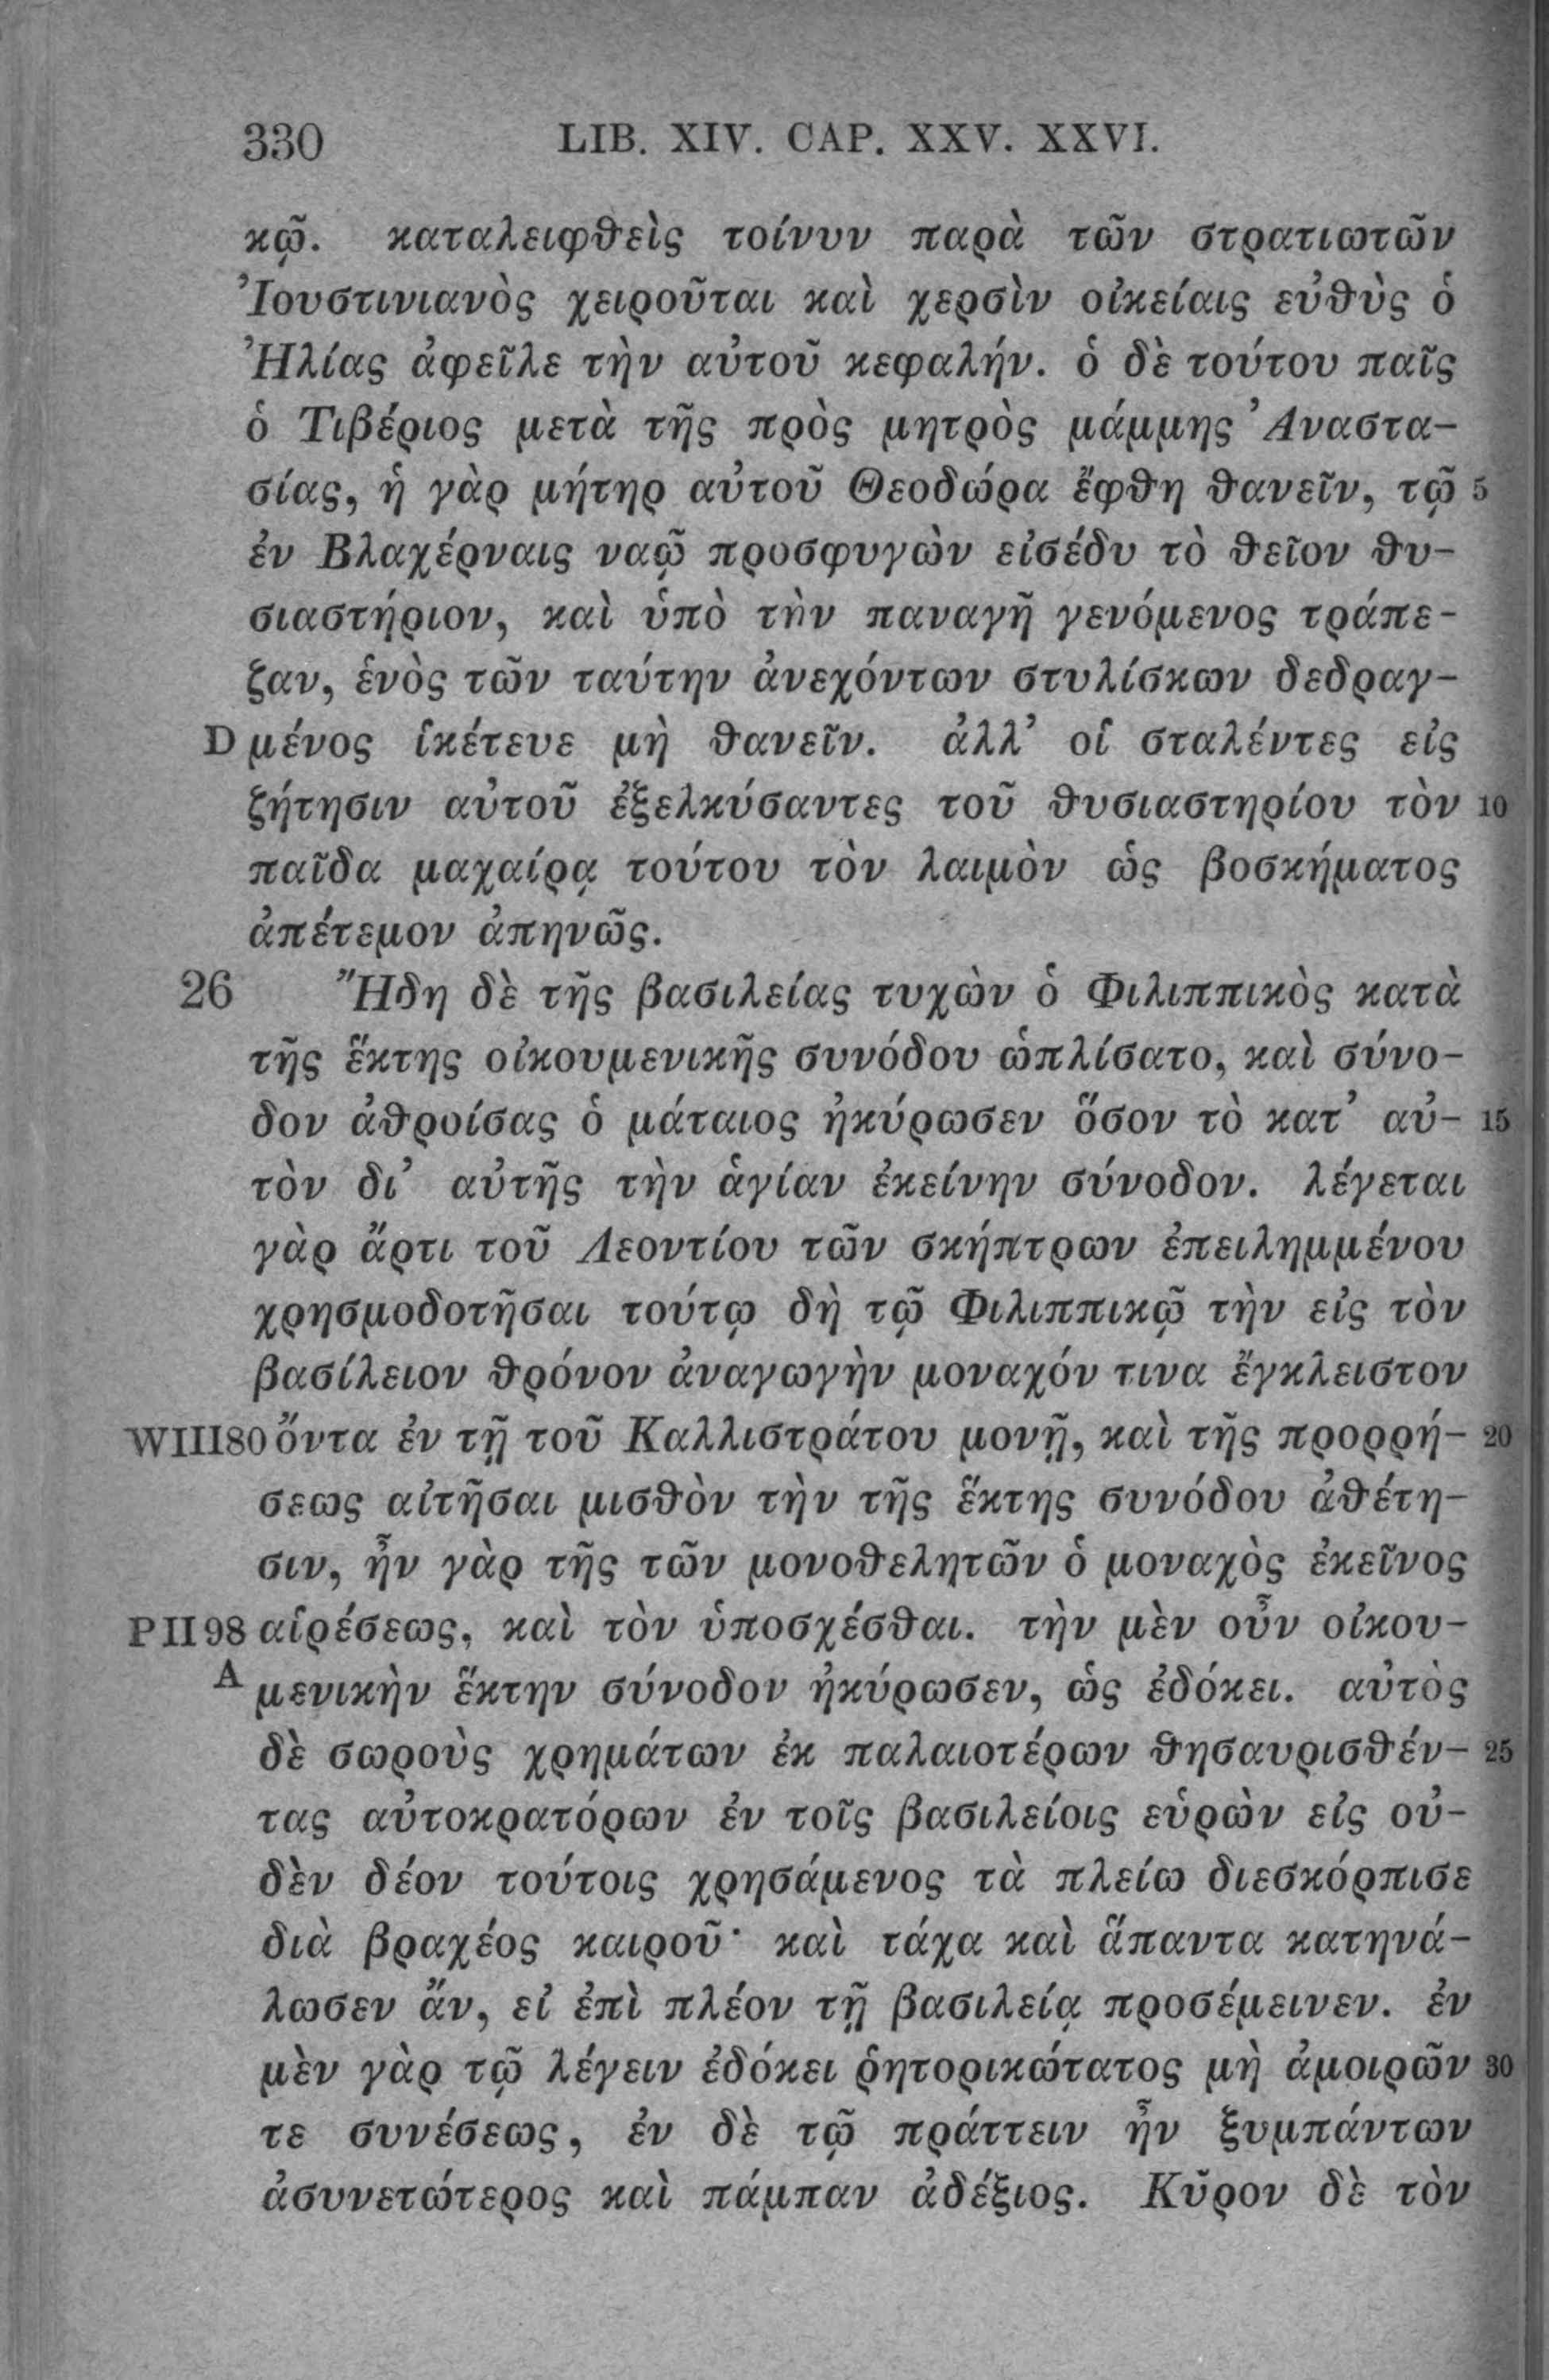 330 LIB. XIV. CAP. XXV. XXVI.
κῷ. καταλειφθεὶς τοίνυν παρὰ τῶν στρατιωτῶν
Ἰουστινιανὸς χειροῦται καὶ χερσὶν οἰκείαις εὐθὺς ὁ
Ἠλίας ἀφεῖλε τὴν αὐτοῦ κεφαλήν. ὁ δὲ τούτου παῖς
ὁ Τιβέριος μετὰ τῆς πρὸς μητρὸς μάμμης Ἀναστα-
σίας, ἡ γὰρ μήτηρ αὐτοῦ Θεοδώρα ἔφθη θανεῖν, τῷ 5
ἐν Βλαχέρναις ναῷ προσφυγὼν εἰσέδυ τὸ θεῖον θυ-
σιαστήριον, καὶ ὑπὸ τὴν παναγῆ γενόμενος τράπε-
ζαν, ἑνὸς τῶν ταύτην ἀνεχόντων στυλίσκων δεδραγ-
D μένος ἱκέτευε μὴ θανεῖν. ἀλλ' οἱ σταλέντες εἰς
ζήτησιν αὐτοῦ ἐξελκύσαντες τοῦ θυσιαστηρίου τὸν 10
παῖδα μαχαίρᾳ τούτου τὸν λαιμὸν ὡς βοσκήματος
ἀπέτεμον ἀπηνῶς.
26 Ἤδη δὲ τῆς βασιλείας τυχὼν ὁ Φιλιππικὸς κατὰ
τῆς ἕκτης οἰκουμενικῆς συνόδου ὡπλίσατο, καὶ σύνο-
δον ἀθροίσας ὁ μάταιος ἠκύρωσεν ὅσον τὸ κατ' αὐ- 15
τὸν δι' αὐτῆς τὴν ἁγίαν ἐκείνην σύνοδον. λέγεται
γὰρ ἄρτι τοῦ Λεοντίου τῶν σκήπτρων ἐπειλημμένου
χρησμοδοτῆσαι τούτῳ δὴ τῷ Φιλιππικῷ τὴν εἰς τὸν
βασίλειον θρόνον ἀναγωγὴν μοναχόν τινα ἔγκλειστον
WIII80 ὄντα ἐν τῇ τοῦ Καλλιστράτου μονῇ, καὶ τῆς προρρή- 20
σεως αἰτῆσαι μισθὸν τὴν τῆς ἕκτης συνόδου ἀθέτη-
σιν, ἦν γὰρ τῆς τῶν μονοθελητῶν ὁ μοναχὸς ἐκεῖνος
PII98 αἱρέσεως, καὶ τὸν ὑποσχέσθαι. τὴν μὲν οὖν οἰκου-
A μενικὴν ἕκτην σύνοδον ἠκύρωσεν, ὡς ἐδόκει. αὐτὸς
δὲ σωροὺς χρημάτων ἐκ παλαιοτέρων θησαυρισθέν- 25
τας αὐτοκρατόρων ἐν τοῖς βασιλείοις εὑρὼν εἰς οὐ-
δὲν δέον τούτοις χρησάμενος τὰ πλείω διεσκόρπισε
διὰ βραχέος καιροῦ· καὶ τάχα καὶ ἅπαντα κατηνά-
λωσεν ἄν, εἰ ἐπὶ πλέον τῇ βασιλείᾳ προσέμεινεν. ἐν
μὲν γὰρ τῷ λέγειν ἐδόκει ῥητορικώτατος μὴ ἀμοιρῶν 30
τε συνέσεως, ἐν δὲ τῷ πράττειν ἦν ξυμπάντων
ἀσυνετώτερος καὶ πάμπαν ἀδέξιος. Κῦρον δὲ τὸν